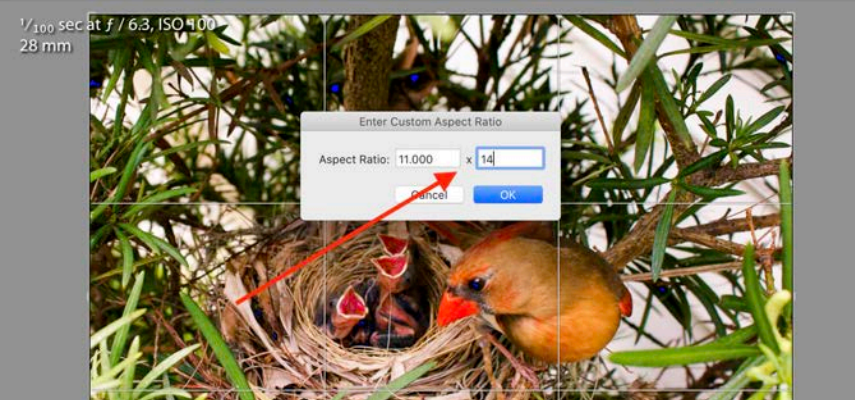 1/100 sec at ƒ / 6.3, ISO 100
28 mm
Enter Custom Aspect Ratio
Aspect Ratio: 11.000 x 14
Cancel OK